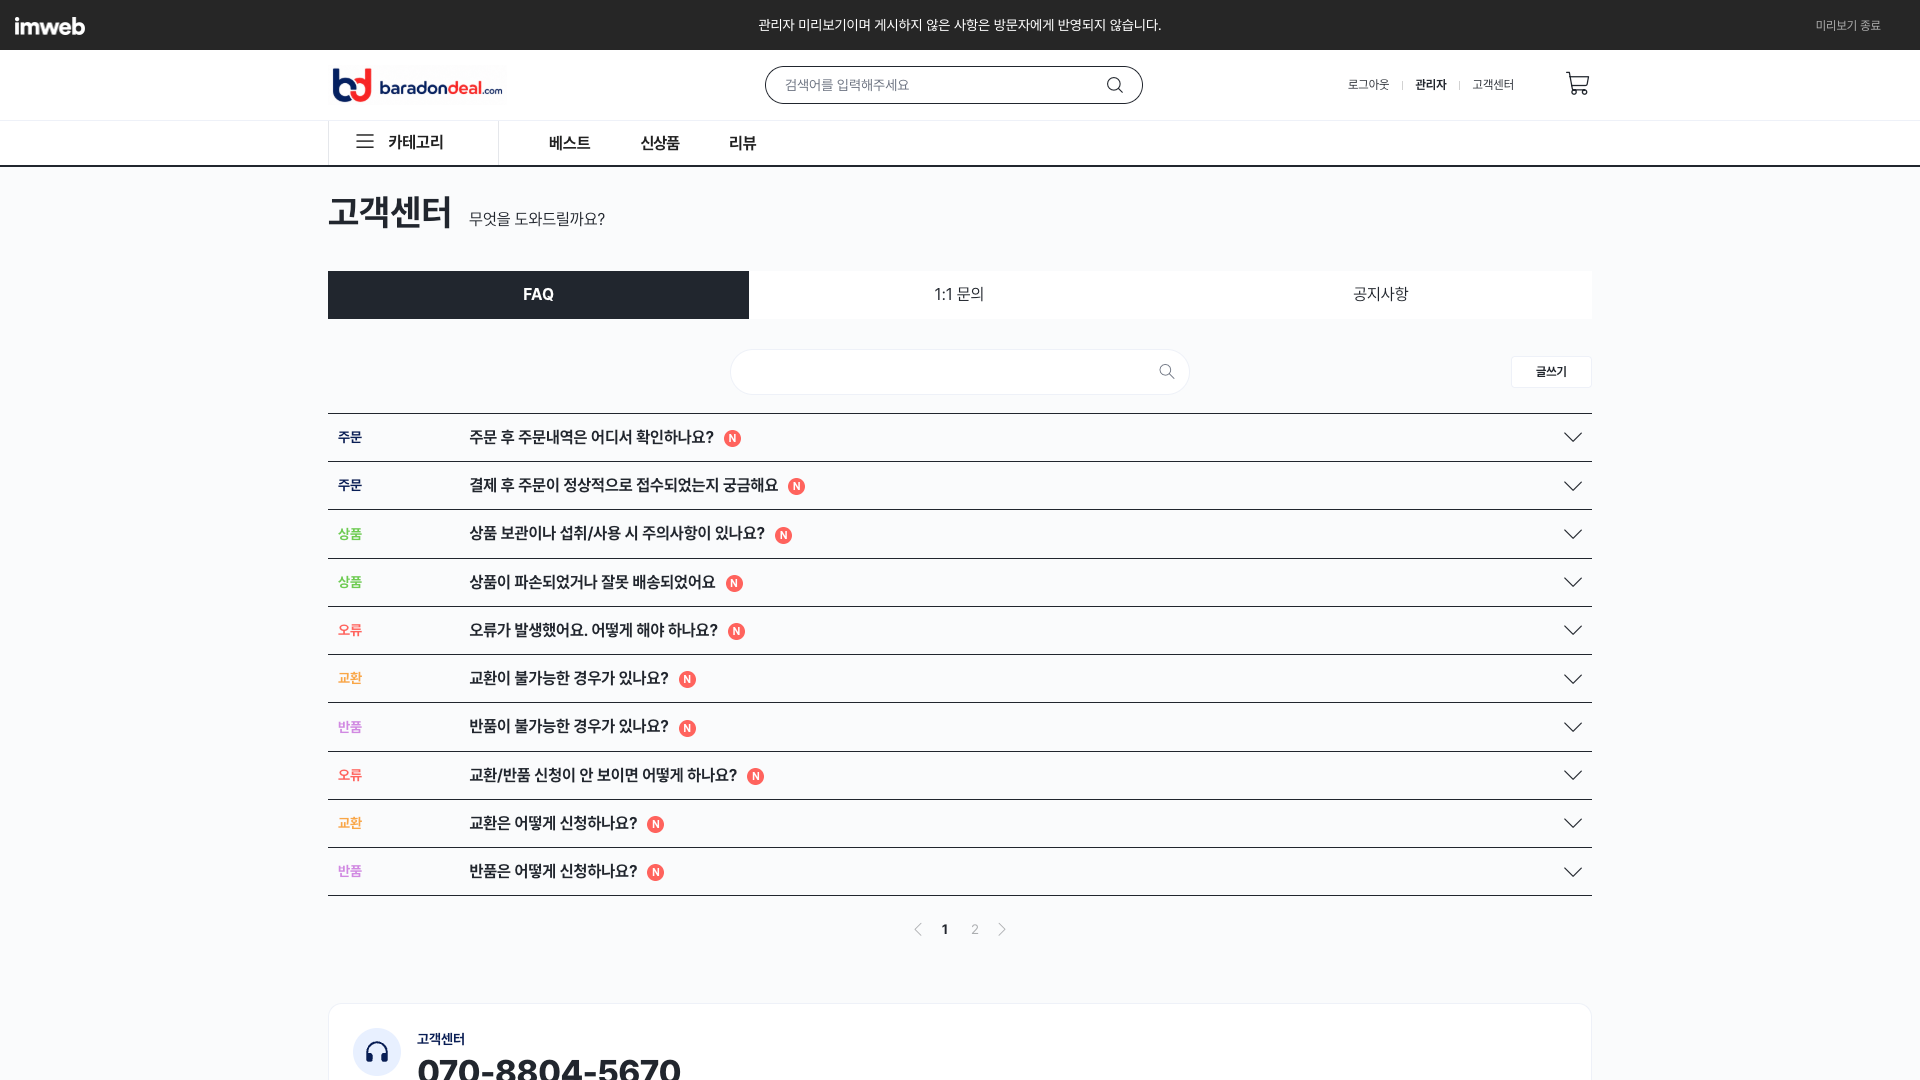 imweb
관리자 미리보기이며 게시하지 않은 사항은 방문자에게 반영되지 않습니다.
미리보기 종료
baradondeal.com
검색어를 입력해주세요
로그아웃
관리자
고객센터
카테고리
베스트
신상품
리뷰
고객센터
무엇을 도와드릴까요?
FAQ
1:1 문의
공지사항
글쓰기
주문 주문 후 주문내역은 어디서 확인하나요? N
주문 결제 후 주문이 정상적으로 접수되었는지 궁금해요 N
상품 상품 보관이나 섭취/사용 시 주의사항이 있나요? N
상품 상품이 파손되었거나 잘못 배송되었어요 N
오류 오류가 발생했어요. 어떻게 해야 하나요? N
교환 교환이 불가능한 경우가 있나요? N
반품 반품이 불가능한 경우가 있나요? N
오류 교환/반품 신청이 안 보이면 어떻게 하나요? N
교환 교환은 어떻게 신청하나요? N
반품 반품은 어떻게 신청하나요? N
1 2
고객센터
070-8804-5670